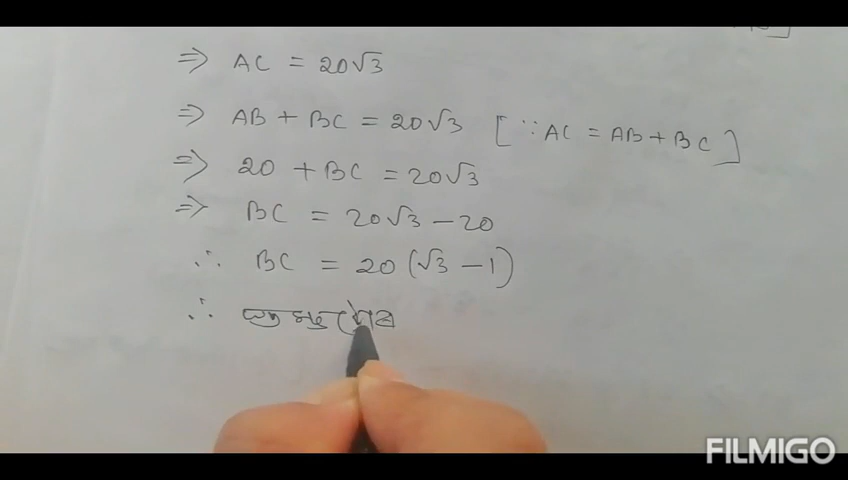 ⇒ AC = 20√3
⇒ AB + BC = 20√3 [∵ AC = AB + BC]
⇒ 20 + BC = 20√3
⇒ BC = 20√3 − 20
∴ BC = 20(√3 − 1)
∴
FILMIGO